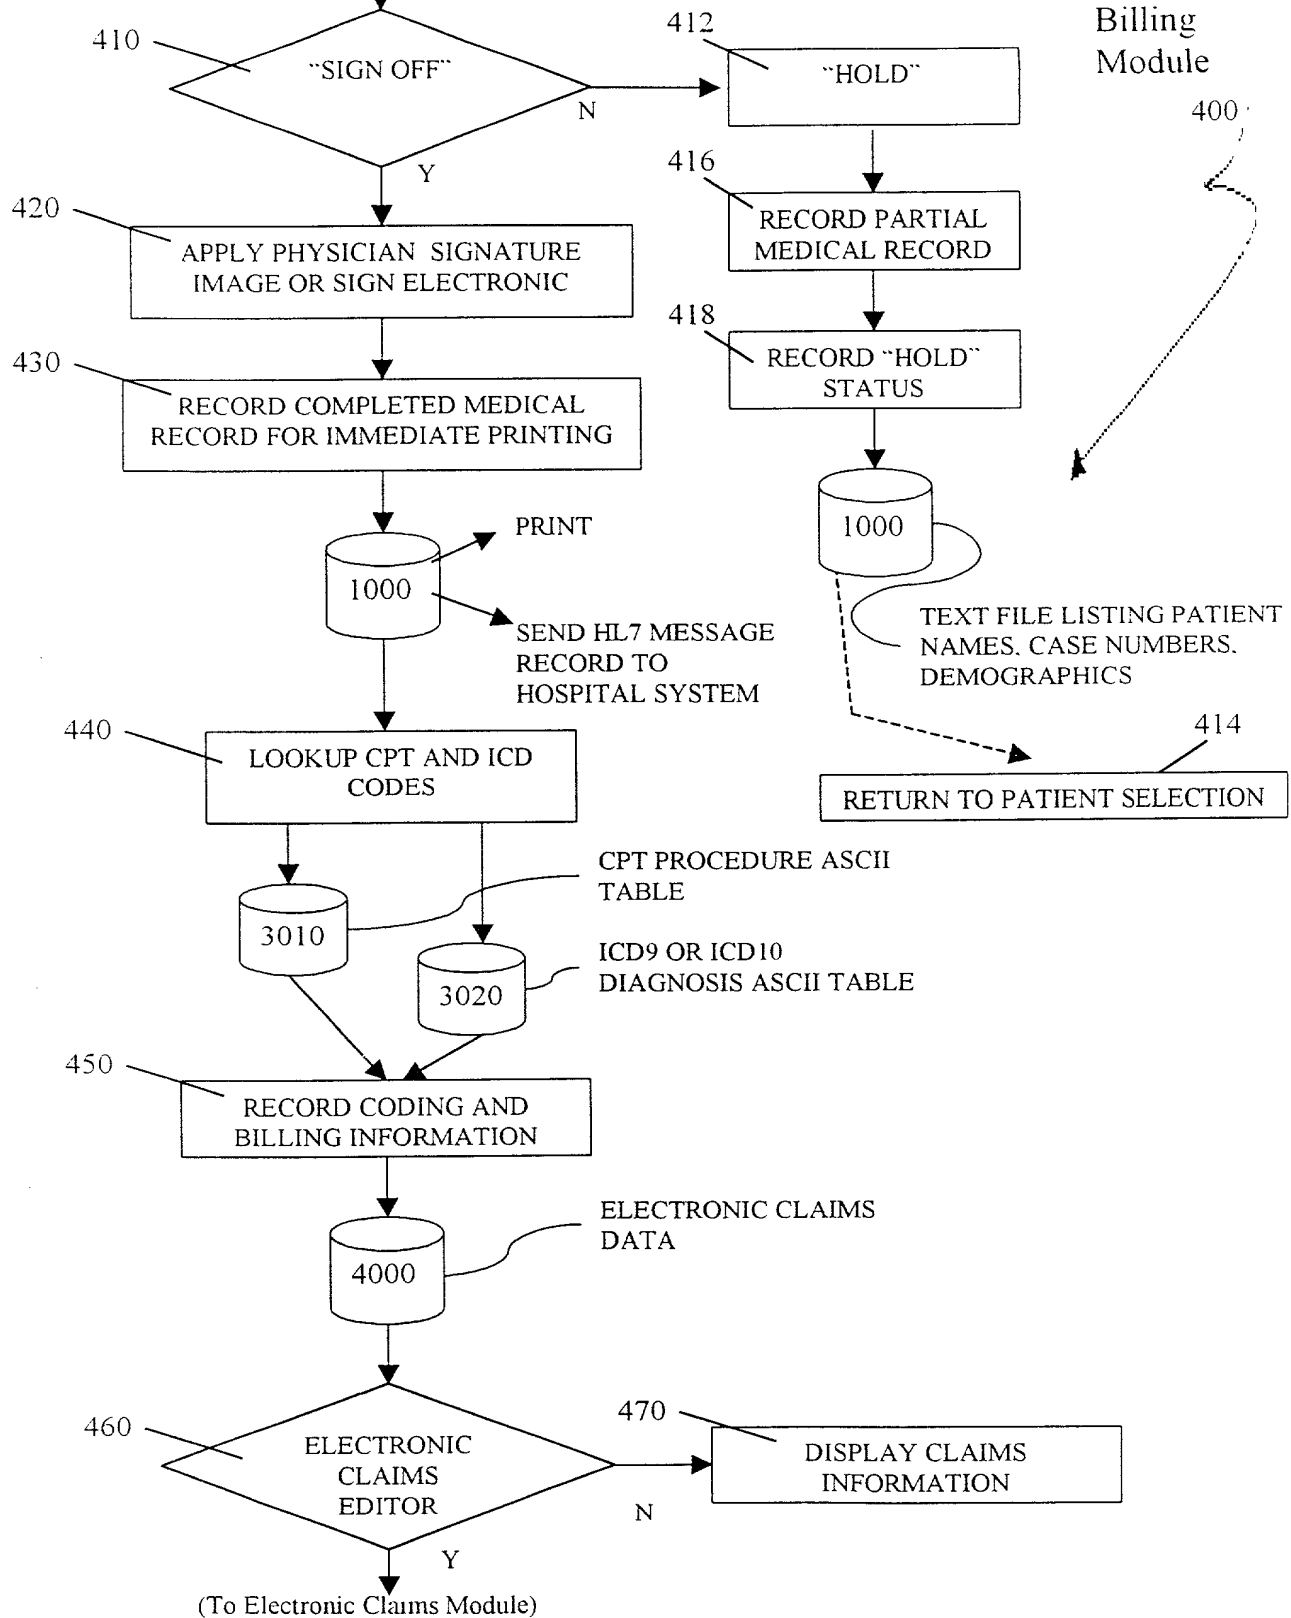 Billing
Module
400
410
"SIGN OFF"
N
Y
412
"HOLD"
416
RECORD PARTIAL
MEDICAL RECORD
418
RECORD "HOLD"
STATUS
1000
TEXT FILE LISTING PATIENT
NAMES, CASE NUMBERS,
DEMOGRAPHICS
414
RETURN TO PATIENT SELECTION
420
APPLY PHYSICIAN SIGNATURE
IMAGE OR SIGN ELECTRONIC
430
RECORD COMPLETED MEDICAL
RECORD FOR IMMEDIATE PRINTING
1000
PRINT
SEND HL7 MESSAGE
RECORD TO
HOSPITAL SYSTEM
440
LOOKUP CPT AND ICD
CODES
3010
CPT PROCEDURE ASCII
TABLE
3020
ICD9 OR ICD10
DIAGNOSIS ASCII TABLE
450
RECORD CODING AND
BILLING INFORMATION
4000
ELECTRONIC CLAIMS
DATA
460
ELECTRONIC
CLAIMS
EDITOR
N
Y
470
DISPLAY CLAIMS
INFORMATION
(To Electronic Claims Module)